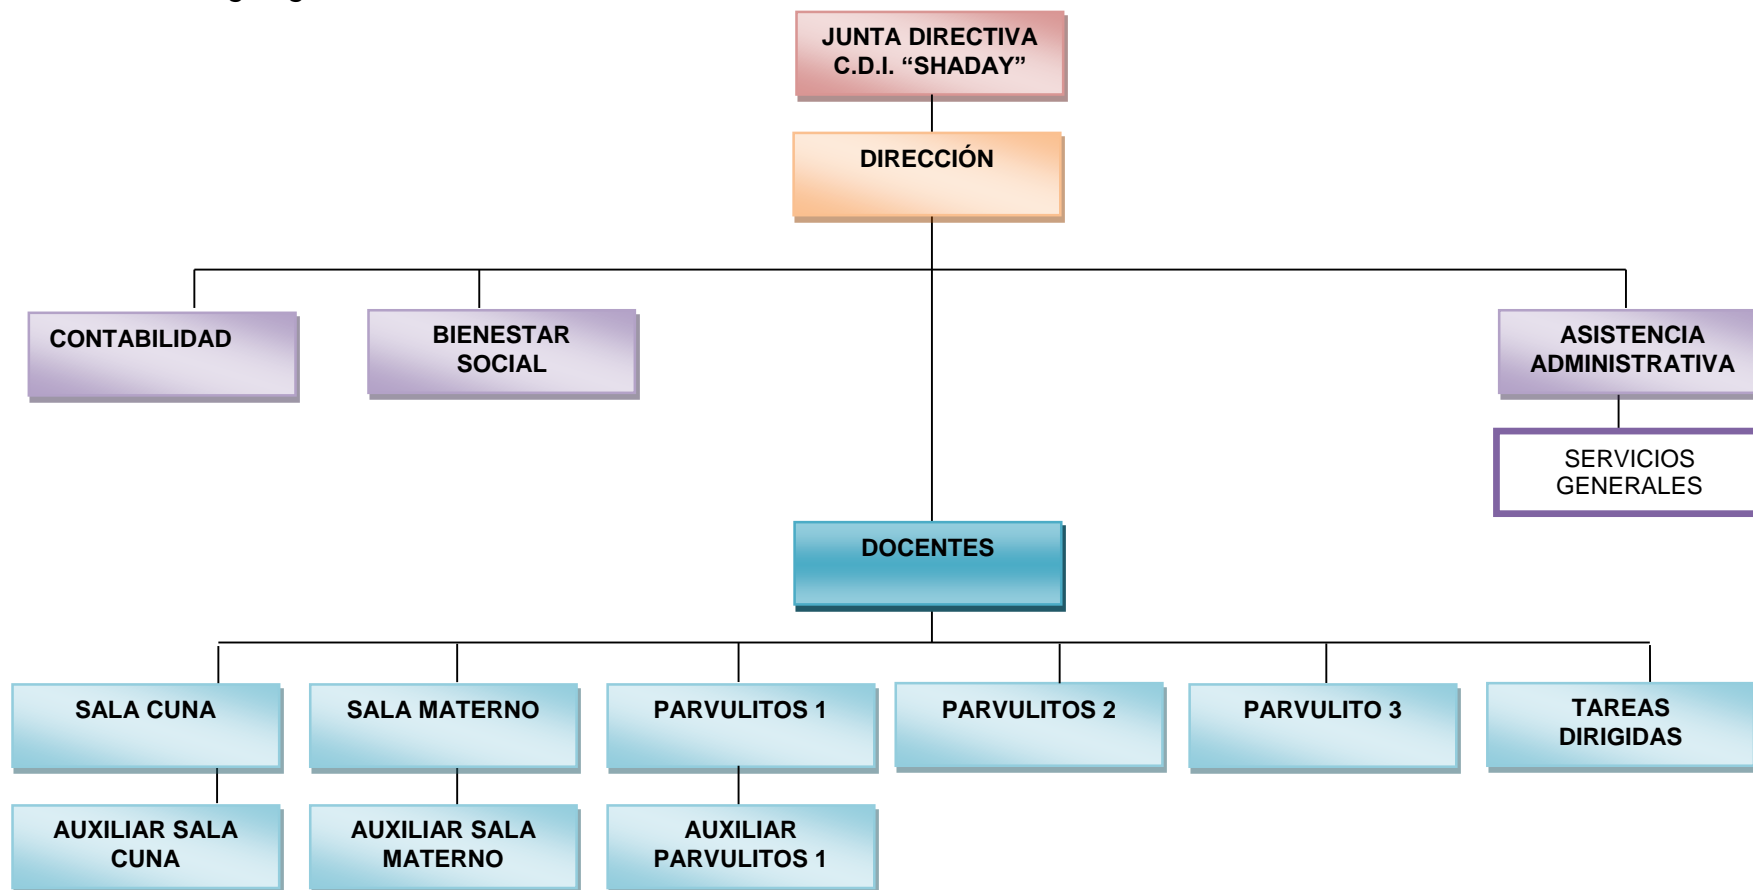 JUNTA DIRECTIVA
C.D.I. “SHADAY”
DIRECCIÓN
CONTABILIDAD
BIENESTAR
SOCIAL
ASISTENCIA
ADMINISTRATIVA
SERVICIOS
GENERALES
DOCENTES
SALA CUNA
SALA MATERNO
PARVULITOS 1
PARVULITOS 2
PARVULITO 3
TAREAS
DIRIGIDAS
AUXILIAR SALA
CUNA
AUXILIAR SALA
MATERNO
AUXILIAR
PARVULITOS 1